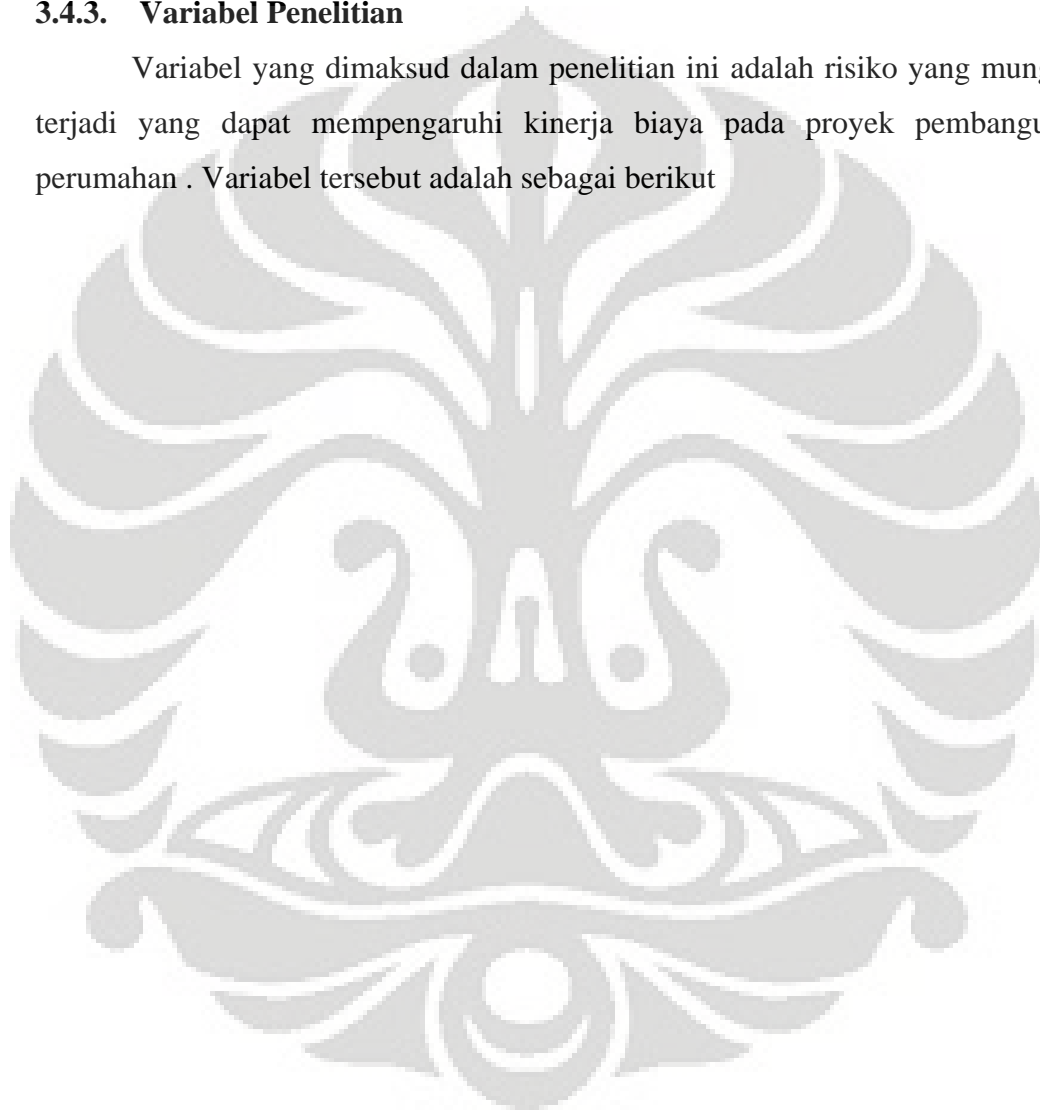 3.4.3. Variabel Penelitian
Variabel yang dimaksud dalam penelitian ini adalah risiko yang mung
terjadi yang dapat mempengaruhi kinerja biaya pada proyek pembangu
perumahan . Variabel tersebut adalah sebagai berikut